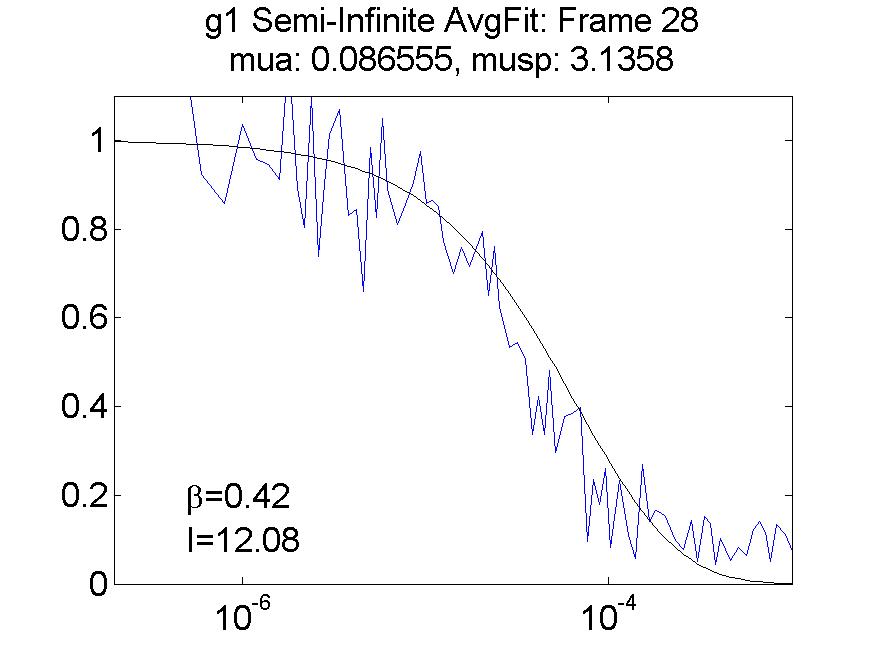 g1 Semi-Infinite AvgFit: Frame 28
mua: 0.086555, musp: 3.1358
1
0.8
0.6
0.4
0.2
0
β=0.42
I=12.08
10^-6
10^-4